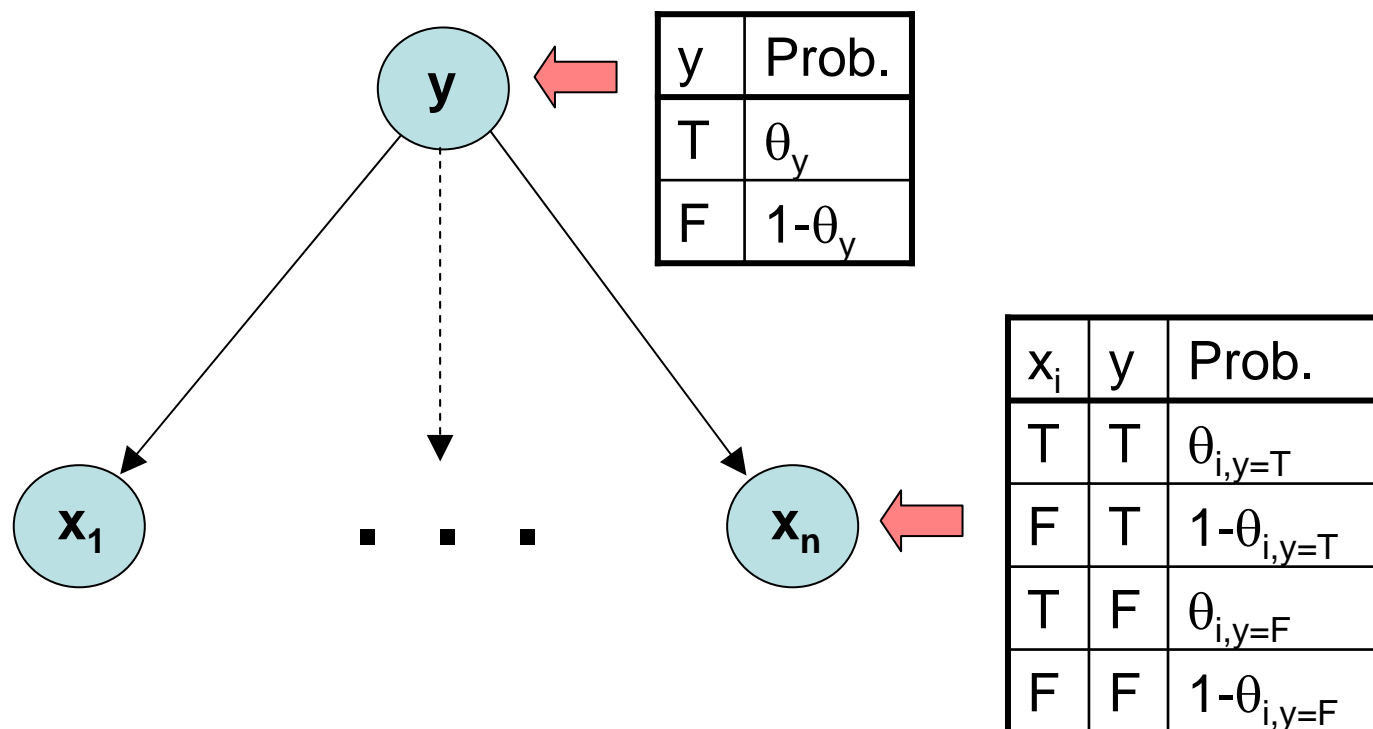 y
y Prob.
T θy
F 1-θy
x1 . . . xn
xi y Prob.
T T θi,y=T
F T 1-θi,y=T
T F θi,y=F
F F 1-θi,y=F